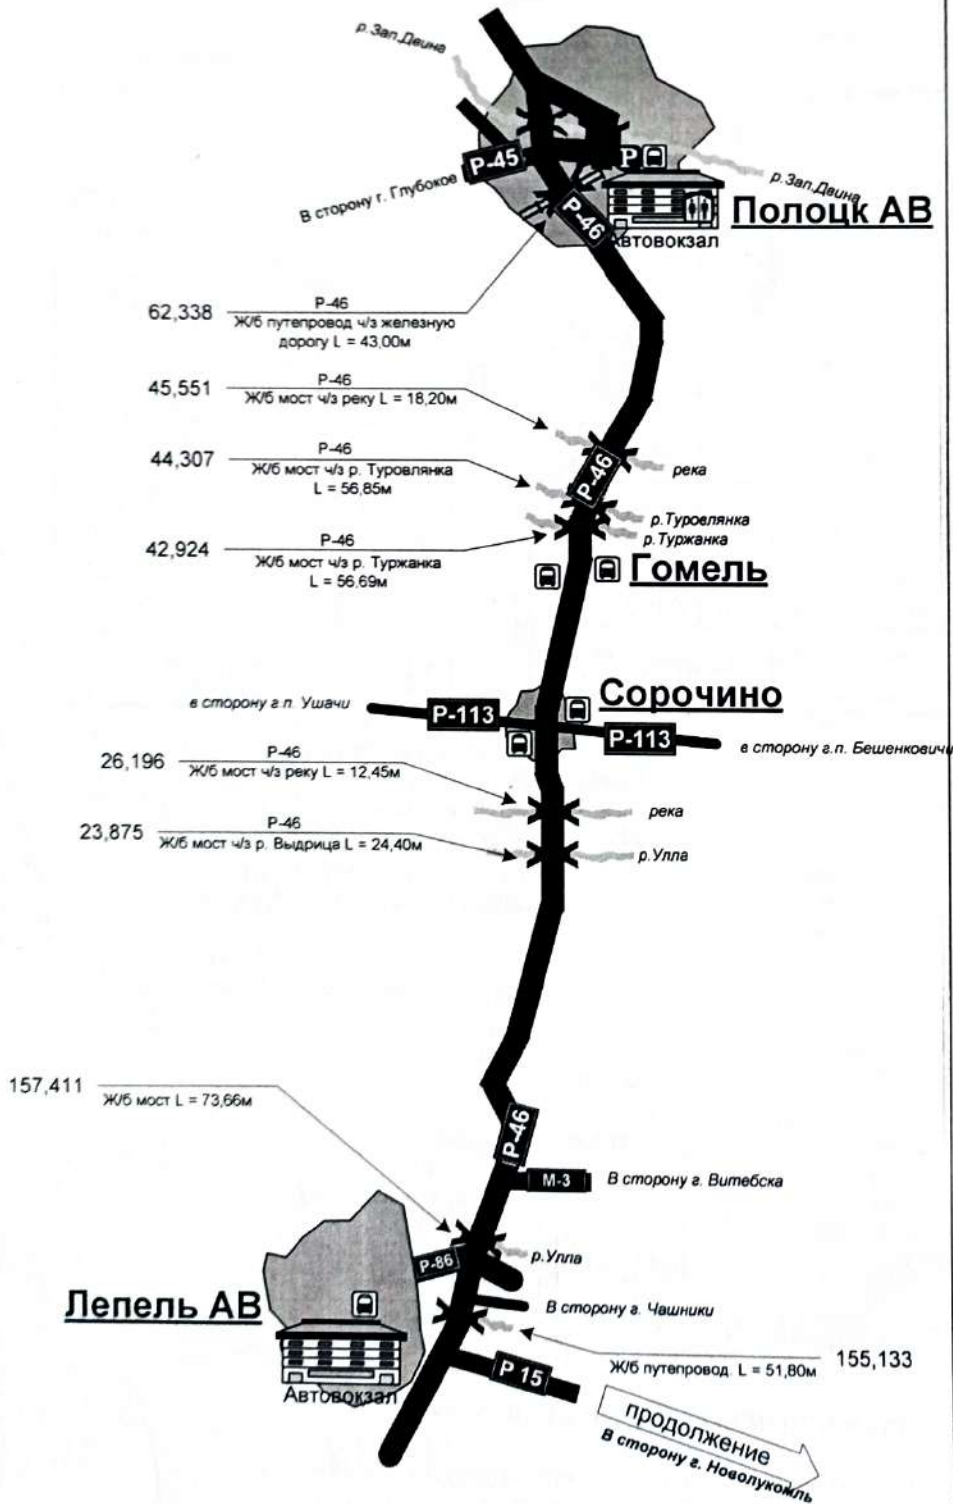 р.Зап.Двина
Р-45
P
В сторону г. Глубокое
р.Зап.Двина
Р-46
Полоцк АВ
Автовокзал
62,338
Р-46
Ж/б путепровод ч/з железную
дорогу L = 43,00м
45,551
Р-46
Ж/б мост ч/з реку L = 18,20м
44,307
Р-46
Ж/б мост ч/з р. Туровлянка
L = 56,85м
Р-46
река
р.Туровлянка
р.Туржанка
42,924
Р-46
Ж/б мост ч/з р. Туржанка
L = 56,69м
Гомель
Сорочино
в сторону г.п. Ушачи
Р-113
Р-113
в сторону г.п. Бешенковичи
26,196
Р-46
Ж/б мост ч/з реку L = 12,45м
река
23,875
Р-46
Ж/б мост ч/з р. Выдрица L = 24,40м
р.Улла
157,411
Ж/б мост L = 73,66м
Р-46
М-3
В сторону г. Витебска
Р-86
р.Улла
Лепель АВ
В сторону г. Чашники
Автовокзал
155,133
Ж/б путепровод. L = 51,80м
Р 15
продолжение
В сторону г. Новолукомль